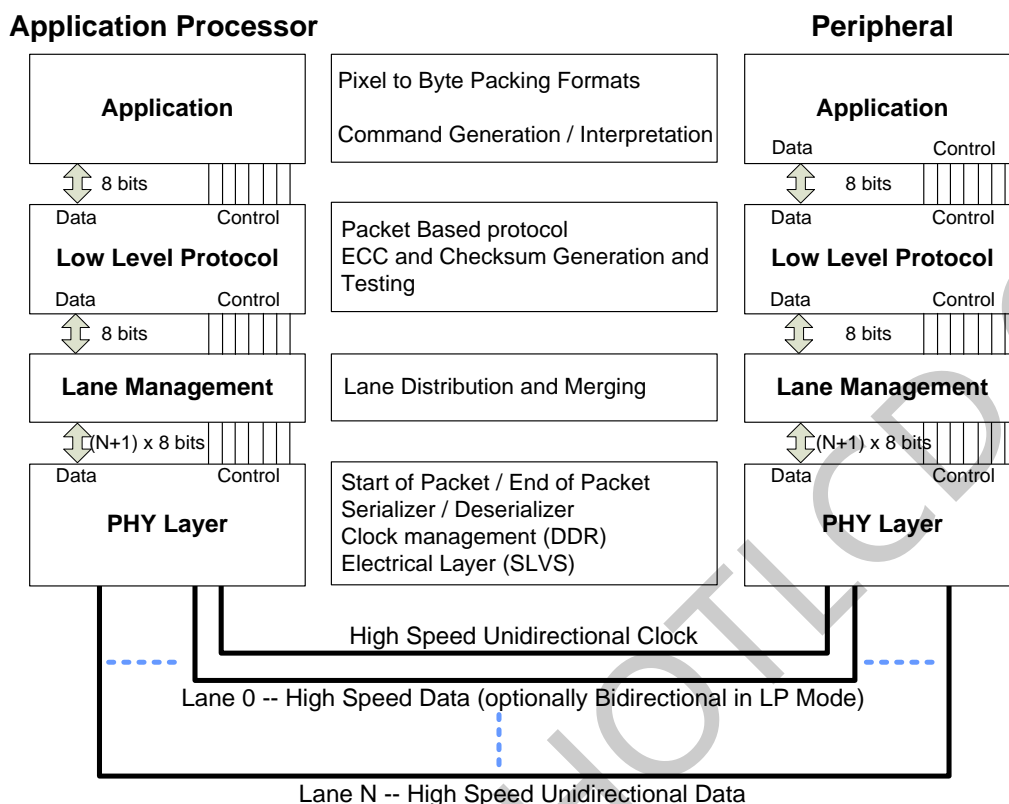 Application Processor
Peripheral
Application
Pixel to Byte Packing Formats
Command Generation / Interpretation
Application
Data Control
8 bits
8 bits
Data Control
Low Level Protocol
Data Control
Packet Based protocol
ECC and Checksum Generation and
Testing
Data Control
Low Level Protocol
Data Control
8 bits
8 bits
Lane Management
Lane Distribution and Merging
Lane Management
(N+1) x 8 bits
(N+1) x 8 bits
Data Control
PHY Layer
Start of Packet / End of Packet
Serializer / Deserializer
Clock management (DDR)
Electrical Layer (SLVS)
Data Control
PHY Layer
High Speed Unidirectional Clock
Lane 0 -- High Speed Data (optionally Bidirectional in LP Mode)
Lane N -- High Speed Unidirectional Data
HOTLCD